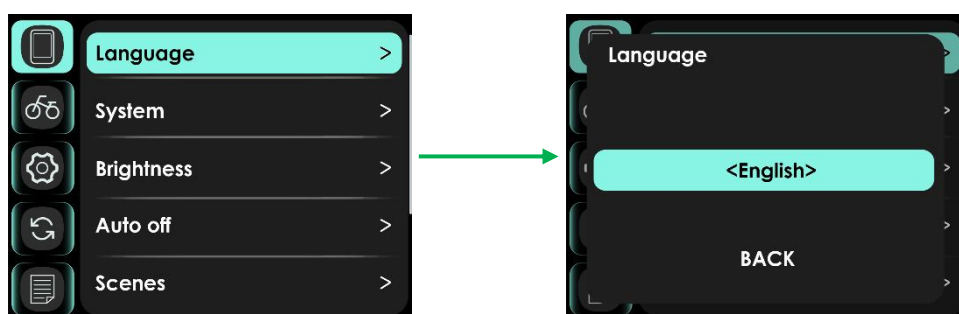 Language >
System >
Brightness >
Auto off >
Scenes >
Language
<English>
BACK